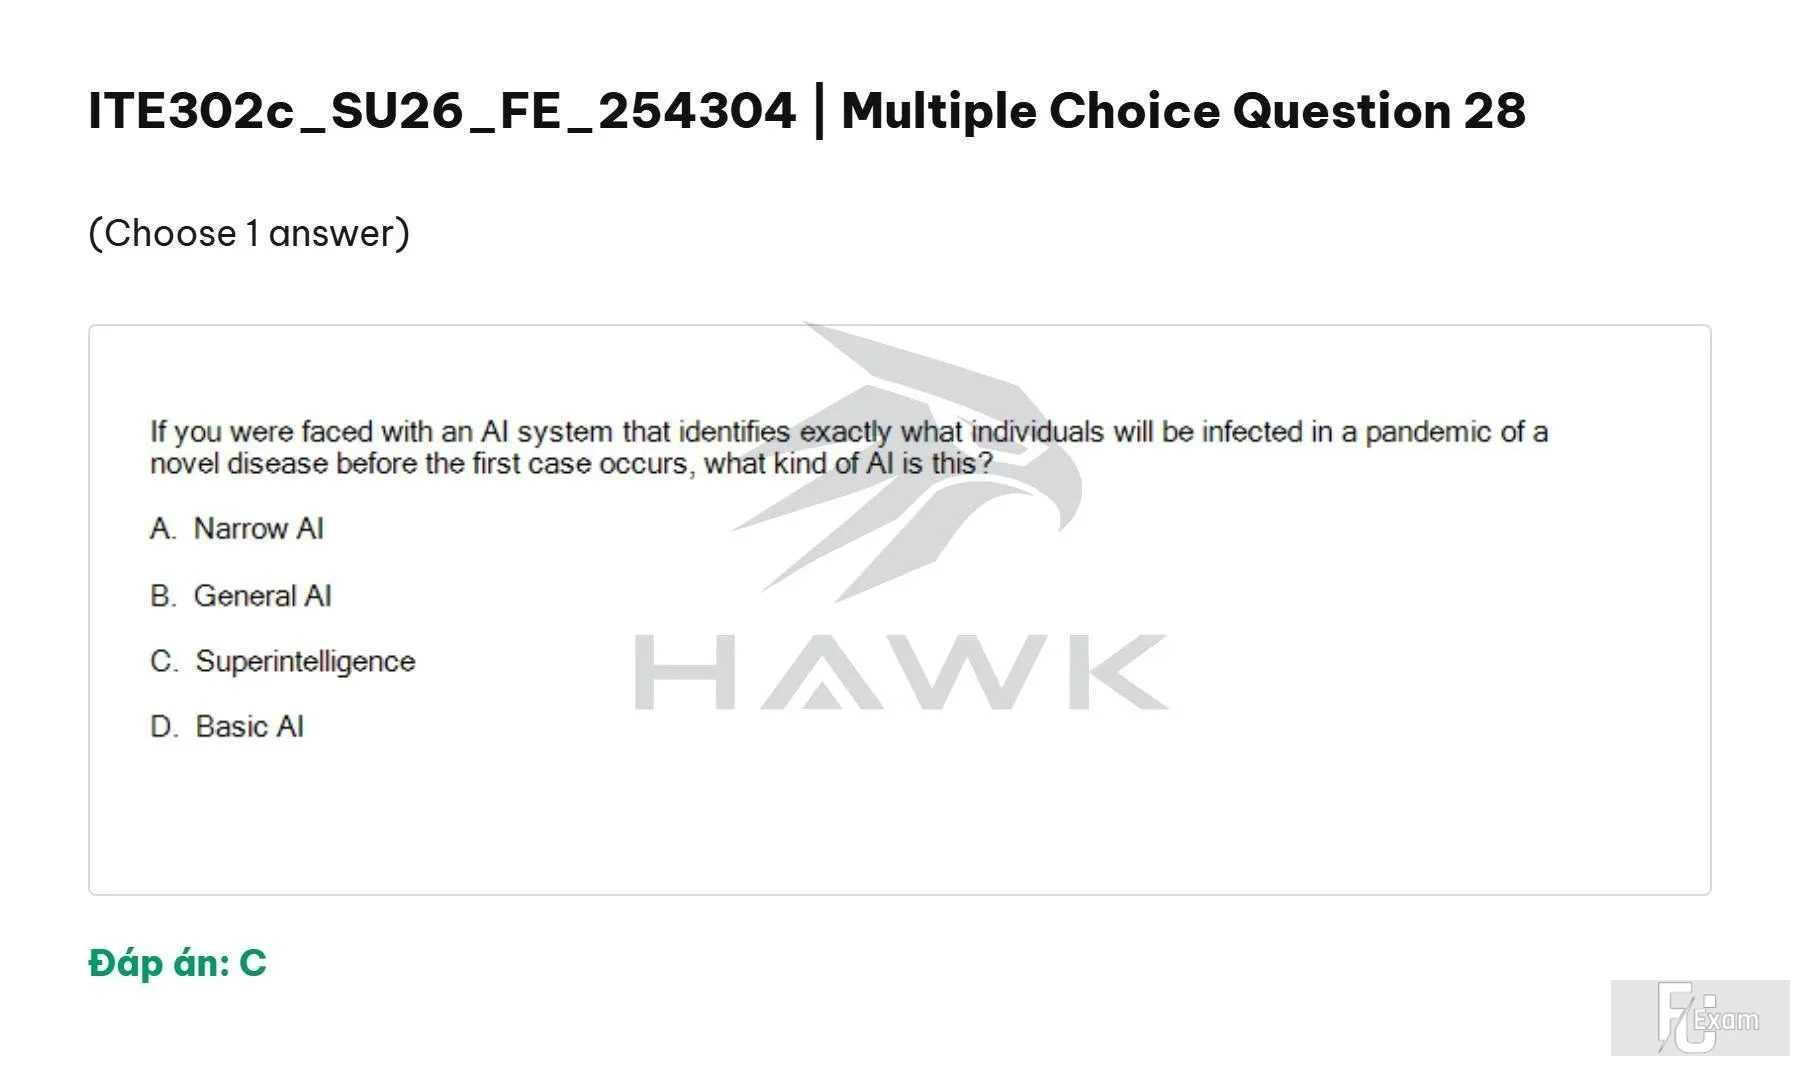 ITE302c_SU26_FE_254304 | Multiple Choice Question 28
(Choose 1 answer)
If you were faced with an AI system that identifies exactly what individuals will be infected in a pandemic of a
novel disease before the first case occurs, what kind of AI is this?
A. Narrow AI
B. General AI
C. Superintelligence
D. Basic AI
HAWK
Đáp án: C
FU Exam